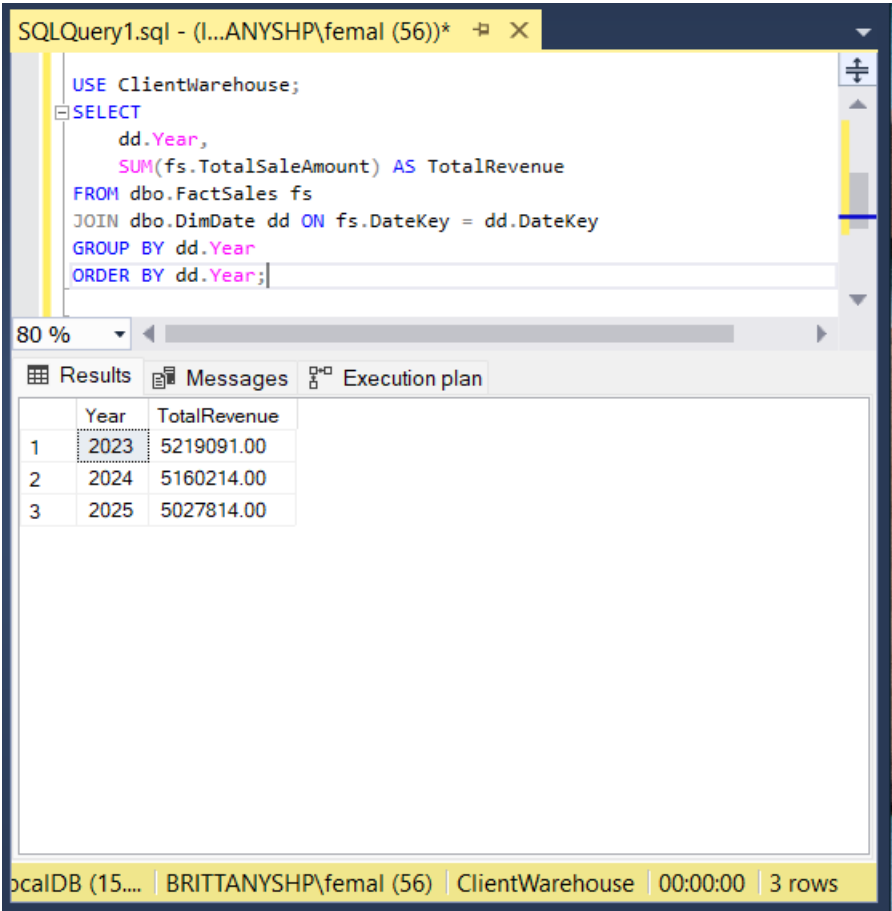 SQLQuery1.sql - (l...ANYSHP\femal (56))*
USE ClientWarehouse;
SELECT
dd.Year,
SUM(fs.TotalSaleAmount) AS TotalRevenue
FROM dbo.FactSales fs
JOIN dbo.DimDate dd ON fs.DateKey = dd.DateKey
GROUP BY dd.Year
ORDER BY dd.Year;
80 %
Results Messages Execution plan
Year TotalRevenue
1 2023 5219091.00
2 2024 5160214.00
3 2025 5027814.00
ocalDB (15.... BRITTANYSHP\femal (56) ClientWarehouse 00:00:00 3 rows